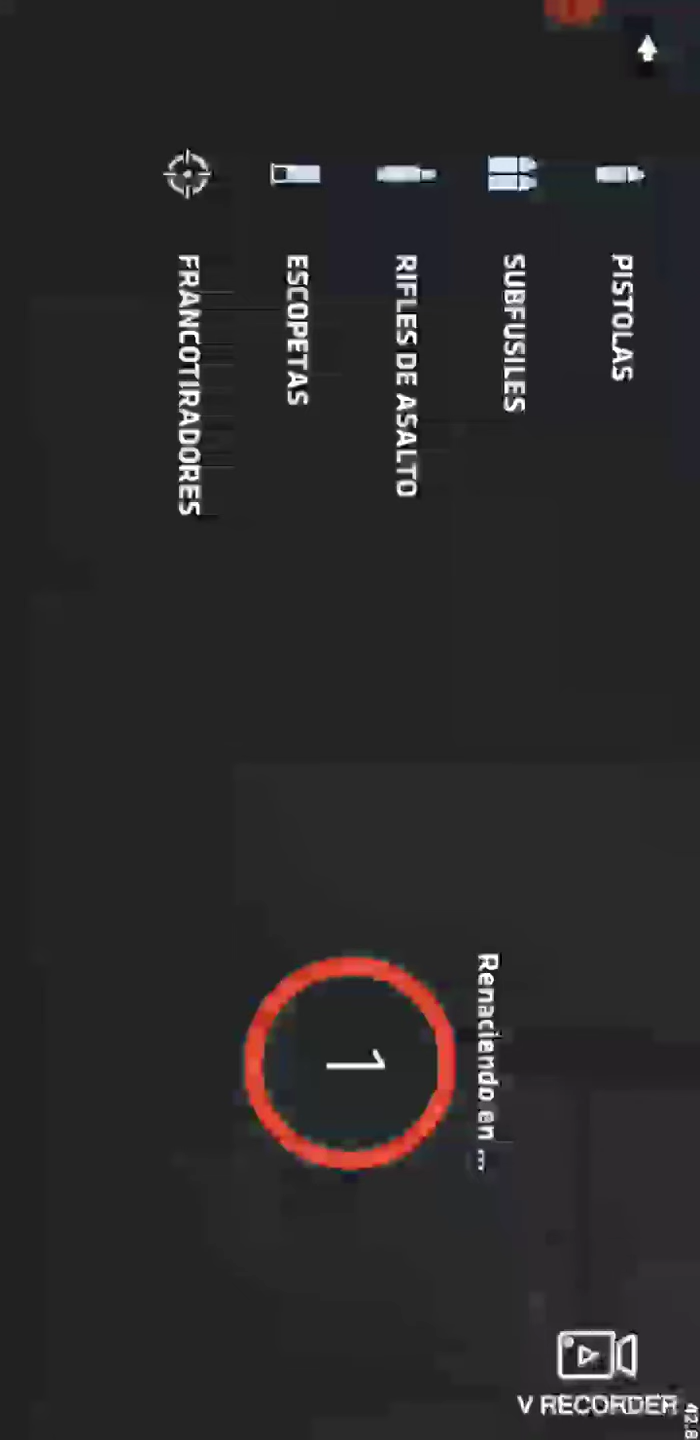 PISTOLAS
SUBFUSILES
RIFLES DE ASALTO
ESCOPETAS
FRANCOTIRADORES
Renaciendo en ...
1
V RECORDER